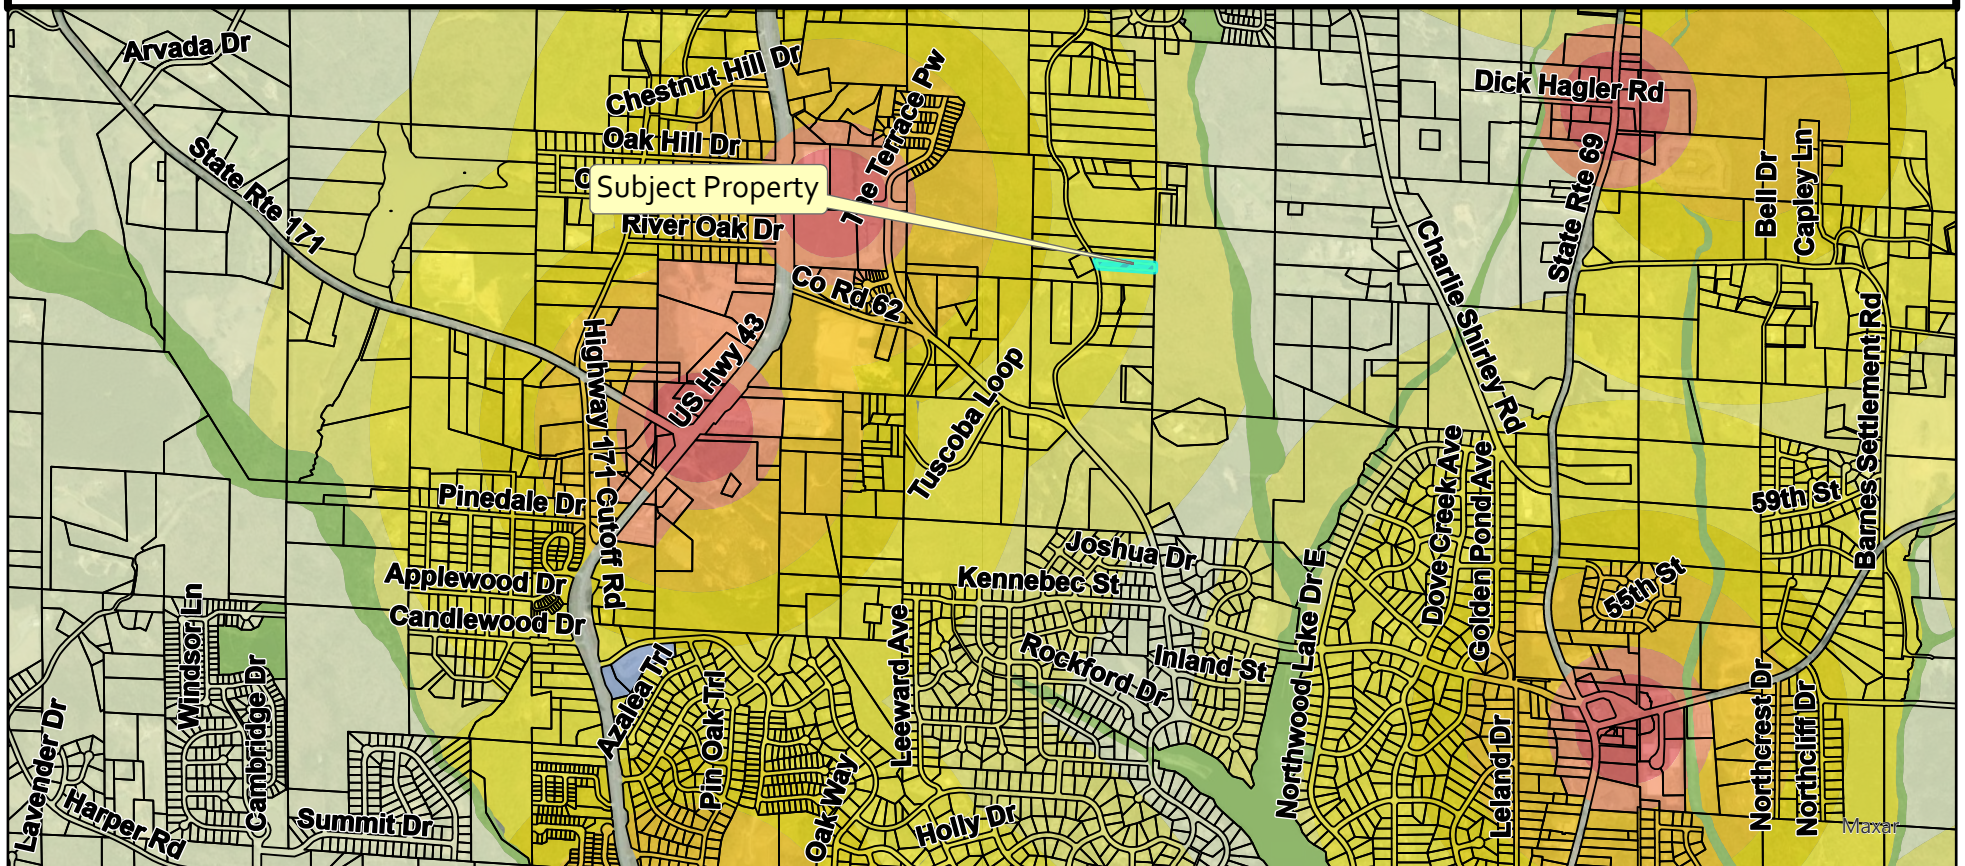 Arvada Dr
Chestnut Hill Dr
The Terrace Pw
Dick Hagler Rd
Oak Hill Dr
State Rte 171
Subject Property
State Rte 69
Bell Dr
Capley Ln
River Oak Dr
Co Rd 62
Charlie Shirley Rd
US Hwy 43
Highway 171 Cutoff Rd
Tuscoba Loop
Barnes Settlement Rd
Pinedale Dr
Dove Creek Ave
Golden Pond Ave
59th St
Joshua Dr
Kennebec St
Applewood Dr
Candlewood Dr
55th St
Windsor Ln
Cambridge Dr
Azalea Trl
Pin Oak Trl
Leeward Ave
Rockford Dr
Inland St
Northwood Lake Dr E
Leland Dr
Northcrest Dr
Northcliff Dr
Lavender Dr
Harper Rd
Summit Dr
Oak Way
Holly Dr
Maxar